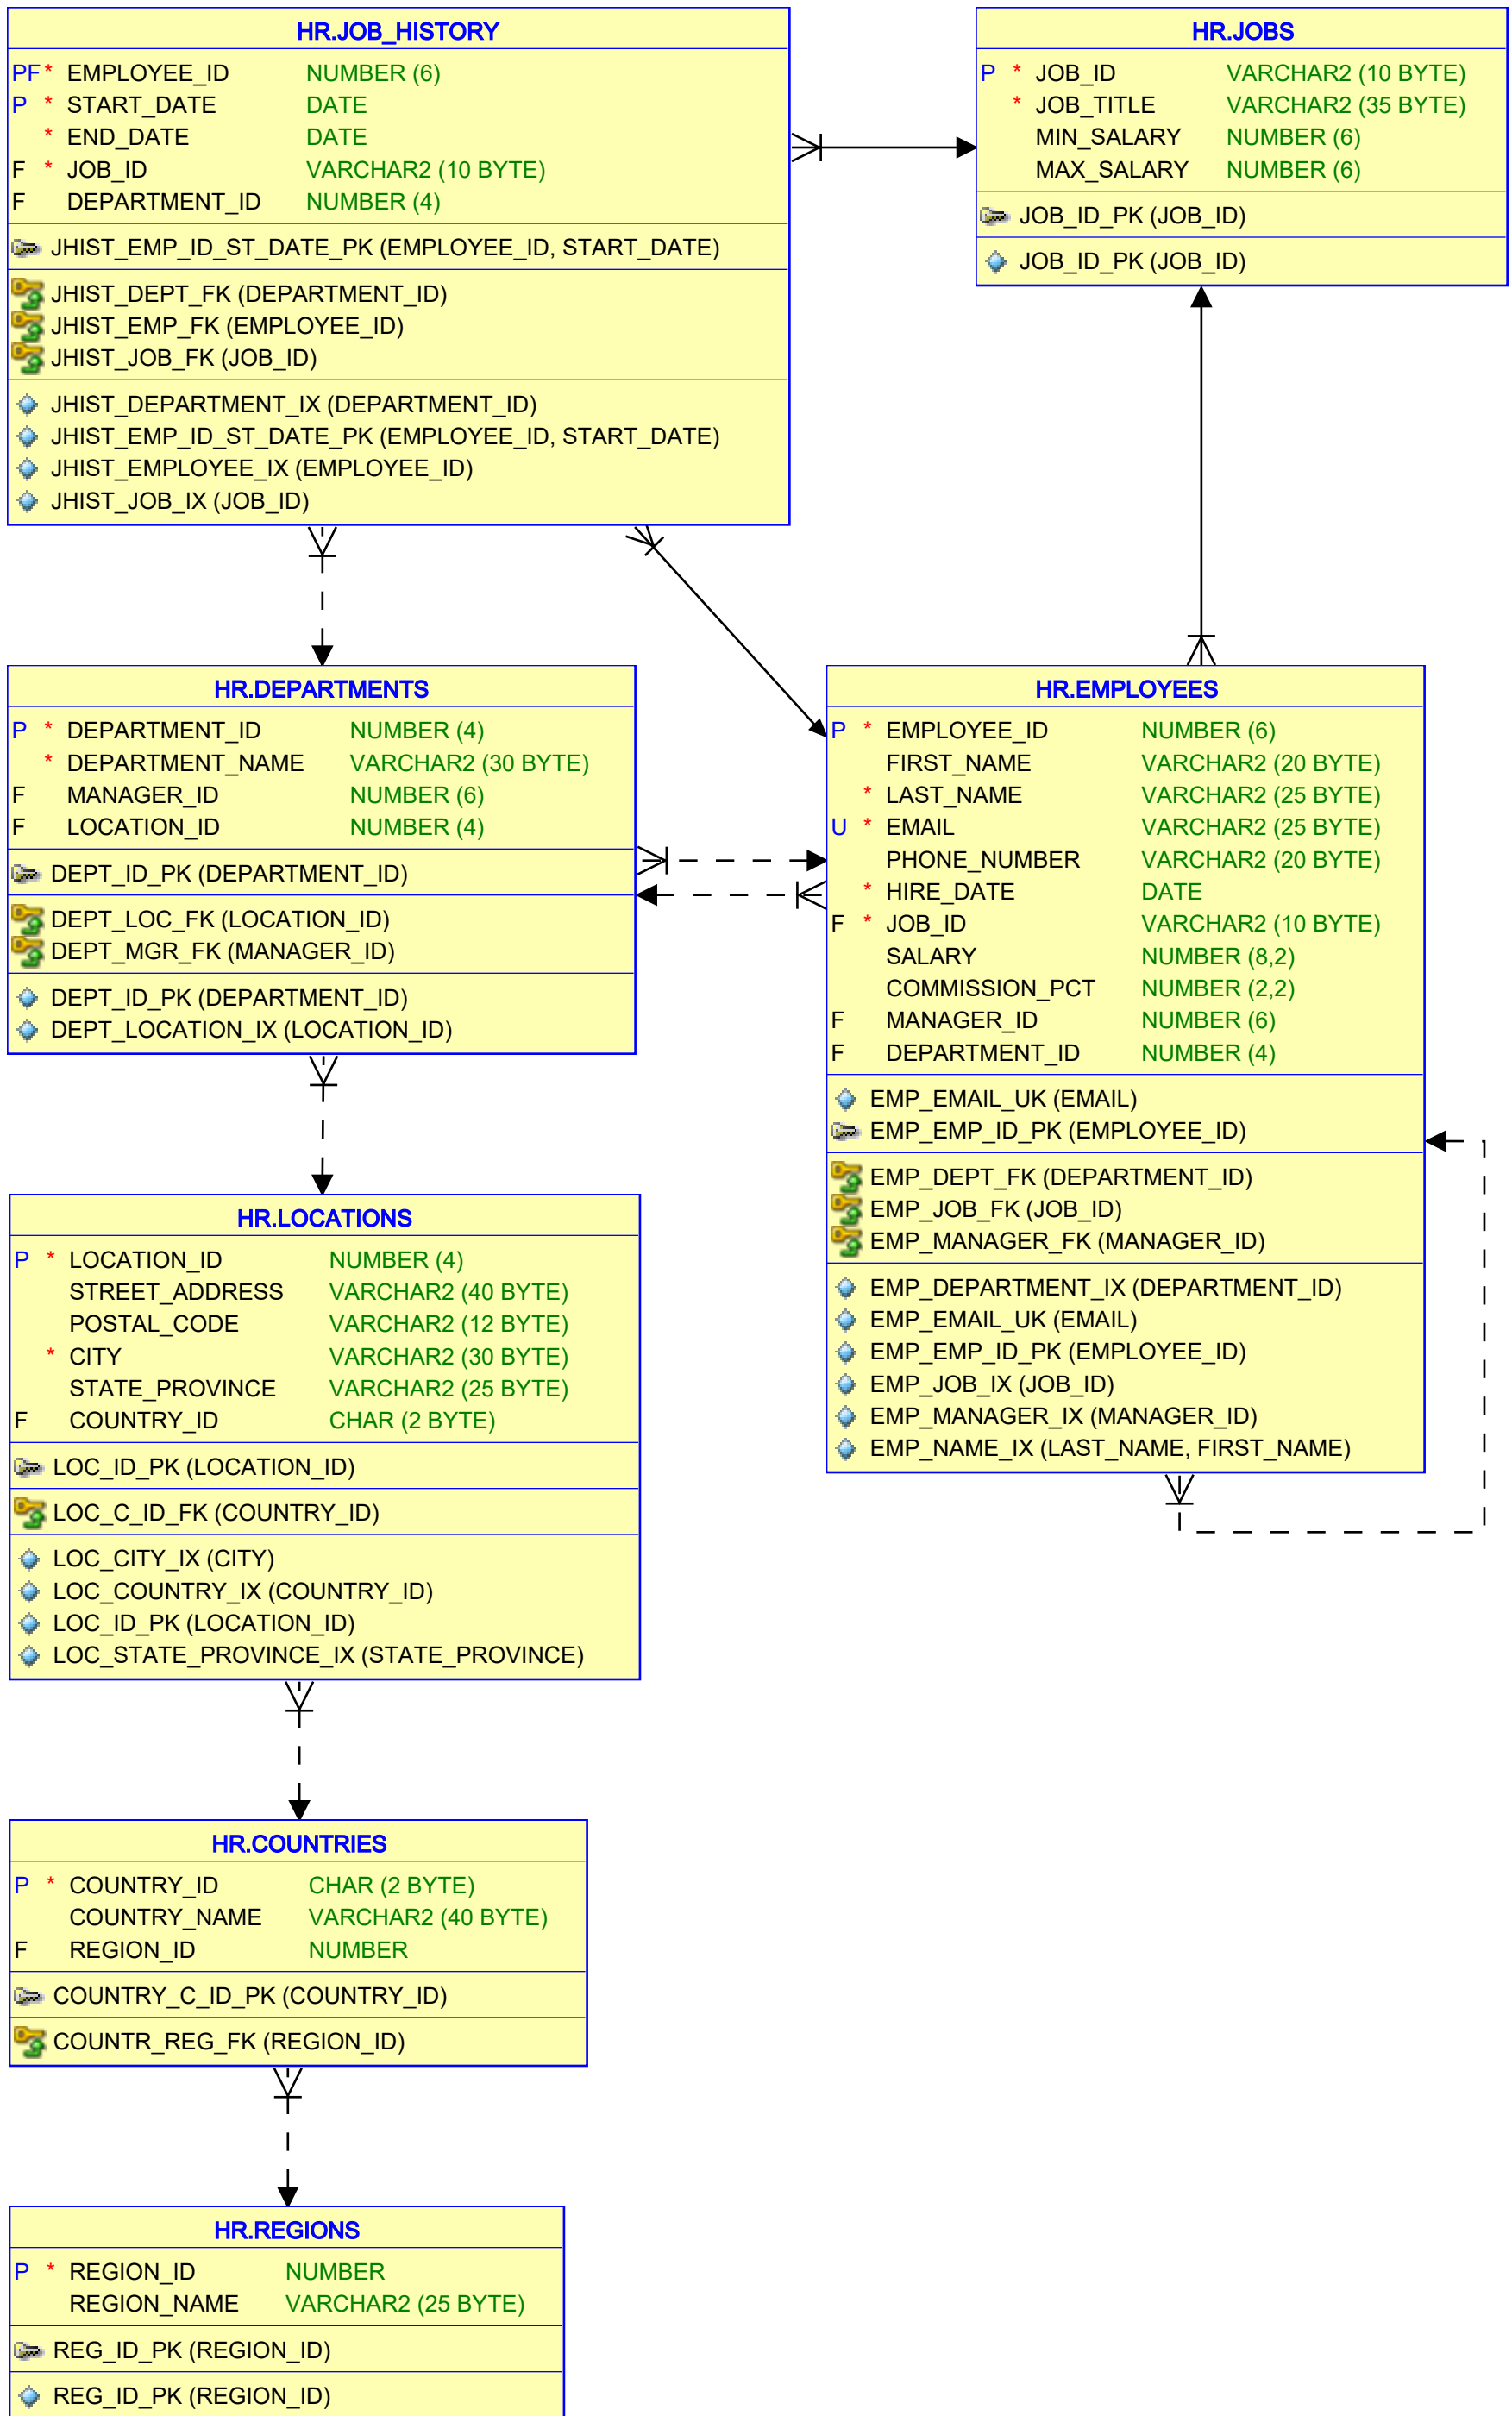 HR.JOB_HISTORY
PF * EMPLOYEE_ID NUMBER (6)
P * START_DATE DATE
* END_DATE DATE
F * JOB_ID VARCHAR2 (10 BYTE)
F DEPARTMENT_ID NUMBER (4)
JHIST_EMP_ID_ST_DATE_PK (EMPLOYEE_ID, START_DATE)
JHIST_DEPT_FK (DEPARTMENT_ID)
JHIST_EMP_FK (EMPLOYEE_ID)
JHIST_JOB_FK (JOB_ID)
JHIST_DEPARTMENT_IX (DEPARTMENT_ID)
JHIST_EMP_ID_ST_DATE_PK (EMPLOYEE_ID, START_DATE)
JHIST_EMPLOYEE_IX (EMPLOYEE_ID)
JHIST_JOB_IX (JOB_ID)
HR.JOBS
P * JOB_ID VARCHAR2 (10 BYTE)
* JOB_TITLE VARCHAR2 (35 BYTE)
MIN_SALARY NUMBER (6)
MAX_SALARY NUMBER (6)
JOB_ID_PK (JOB_ID)
JOB_ID_PK (JOB_ID)
HR.DEPARTMENTS
P * DEPARTMENT_ID NUMBER (4)
* DEPARTMENT_NAME VARCHAR2 (30 BYTE)
F MANAGER_ID NUMBER (6)
F LOCATION_ID NUMBER (4)
DEPT_ID_PK (DEPARTMENT_ID)
DEPT_LOC_FK (LOCATION_ID)
DEPT_MGR_FK (MANAGER_ID)
DEPT_ID_PK (DEPARTMENT_ID)
DEPT_LOCATION_IX (LOCATION_ID)
HR.EMPLOYEES
P * EMPLOYEE_ID NUMBER (6)
FIRST_NAME VARCHAR2 (20 BYTE)
* LAST_NAME VARCHAR2 (25 BYTE)
U * EMAIL VARCHAR2 (25 BYTE)
PHONE_NUMBER VARCHAR2 (20 BYTE)
* HIRE_DATE DATE
F * JOB_ID VARCHAR2 (10 BYTE)
SALARY NUMBER (8,2)
COMMISSION_PCT NUMBER (2,2)
F MANAGER_ID NUMBER (6)
F DEPARTMENT_ID NUMBER (4)
EMP_EMAIL_UK (EMAIL)
EMP_EMP_ID_PK (EMPLOYEE_ID)
EMP_DEPT_FK (DEPARTMENT_ID)
EMP_JOB_FK (JOB_ID)
EMP_MANAGER_FK (MANAGER_ID)
EMP_DEPARTMENT_IX (DEPARTMENT_ID)
EMP_EMAIL_UK (EMAIL)
EMP_EMP_ID_PK (EMPLOYEE_ID)
EMP_JOB_IX (JOB_ID)
EMP_MANAGER_IX (MANAGER_ID)
EMP_NAME_IX (LAST_NAME, FIRST_NAME)
HR.LOCATIONS
P * LOCATION_ID NUMBER (4)
STREET_ADDRESS VARCHAR2 (40 BYTE)
POSTAL_CODE VARCHAR2 (12 BYTE)
* CITY VARCHAR2 (30 BYTE)
STATE_PROVINCE VARCHAR2 (25 BYTE)
F COUNTRY_ID CHAR (2 BYTE)
LOC_ID_PK (LOCATION_ID)
LOC_C_ID_FK (COUNTRY_ID)
LOC_CITY_IX (CITY)
LOC_COUNTRY_IX (COUNTRY_ID)
LOC_ID_PK (LOCATION_ID)
LOC_STATE_PROVINCE_IX (STATE_PROVINCE)
HR.COUNTRIES
P * COUNTRY_ID CHAR (2 BYTE)
COUNTRY_NAME VARCHAR2 (40 BYTE)
F REGION_ID NUMBER
COUNTRY_C_ID_PK (COUNTRY_ID)
COUNTR_REG_FK (REGION_ID)
HR.REGIONS
P * REGION_ID NUMBER
REGION_NAME VARCHAR2 (25 BYTE)
REG_ID_PK (REGION_ID)
REG_ID_PK (REGION_ID)